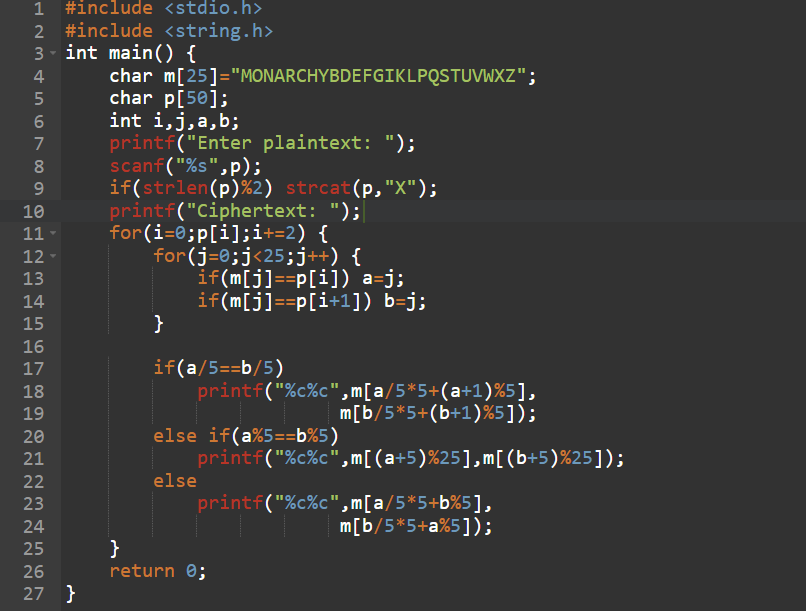 1 #include <stdio.h>
2 #include <string.h>
3 int main() {
4     char m[25]="MONARCHYBDEFGIKLPQSTUVWXZ";
5     char p[50];
6     int i,j,a,b;
7     printf("Enter plaintext: ");
8     scanf("%s",p);
9     if(strlen(p)%2) strcat(p,"X");
10     printf("Ciphertext: ");
11     for(i=0;p[i];i+=2) {
12         for(j=0;j<25;j++) {
13             if(m[j]==p[i]) a=j;
14             if(m[j]==p[i+1]) b=j;
15         }
16
17         if(a/5==b/5)
18             printf("%c%c",m[a/5*5+(a+1)%5],
19                          m[b/5*5+(b+1)%5]);
20         else if(a%5==b%5)
21             printf("%c%c",m[(a+5)%25],m[(b+5)%25]);
22         else
23             printf("%c%c",m[a/5*5+b%5],
24                          m[b/5*5+a%5]);
25     }
26     return 0;
27 }